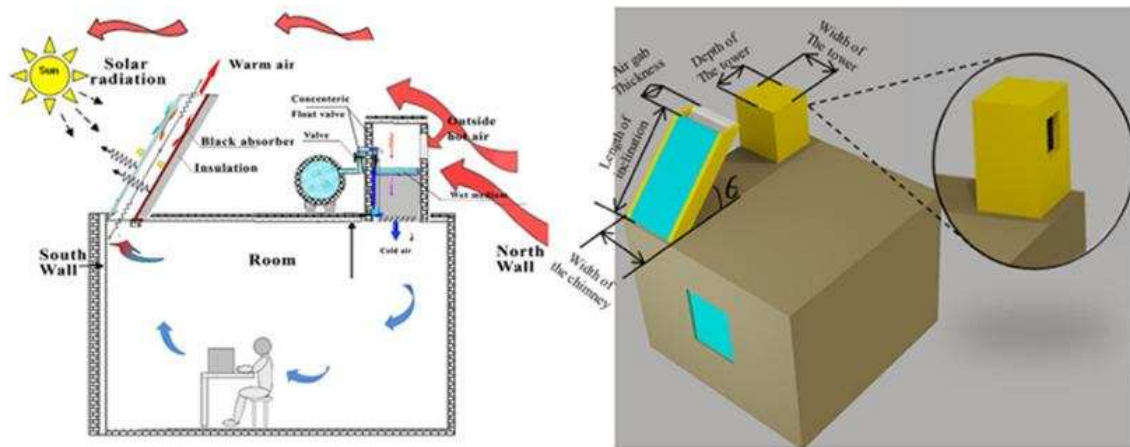 Sun
Solar
radiation
Warm air
Concenteric
Float valve
Valve
Outside
hot air
Black absorber
Insulation
Wet medium
Cold air
South
Wall
Room
North
Wall
Air gab
Thickness
Depth of
The tower
Width of
The tower
Length of
inclination
Width of
the chimney